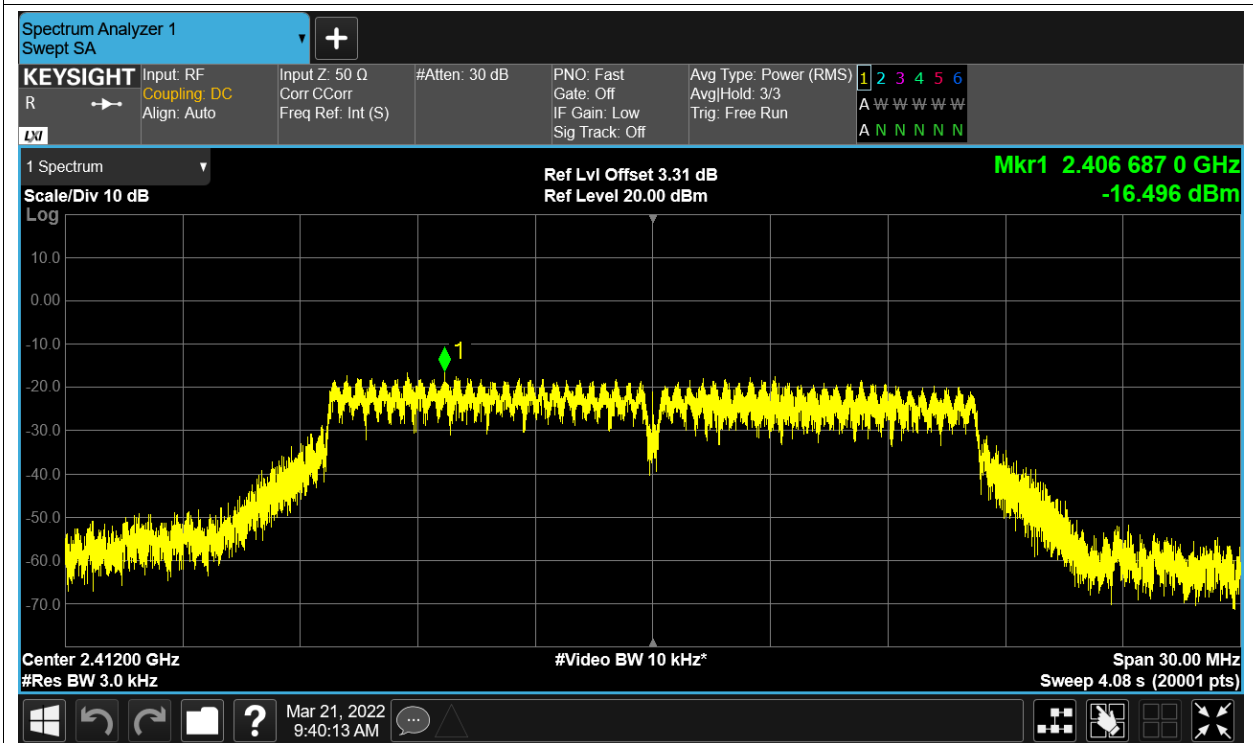 Spectrum Analyzer 1
Swept SA
KEYSIGHT
R
LXI
Input: RF
Coupling: DC
Align: Auto
Input Z: 50 Ω
Corr CCorr
Freq Ref: Int (S)
#Atten: 30 dB
PNO: Fast
Gate: Off
IF Gain: Low
Sig Track: Off
Avg Type: Power (RMS)
Avg|Hold: 3/3
Trig: Free Run
1 2 3 4 5 6
A W W W W W
A N N N N N
1 Spectrum
Scale/Div 10 dB
Log
Ref Lvl Offset 3.31 dB
Ref Level 20.00 dBm
Mkr1 2.406 687 0 GHz
-16.496 dBm
10.0
0.00
-10.0
1
-20.0
-30.0
-40.0
-50.0
-60.0
-70.0
Center 2.41200 GHz
#Res BW 3.0 kHz
#Video BW 10 kHz*
Span 30.00 MHz
Sweep 4.08 s (20001 pts)
?
Mar 21, 2022
9:40:13 AM